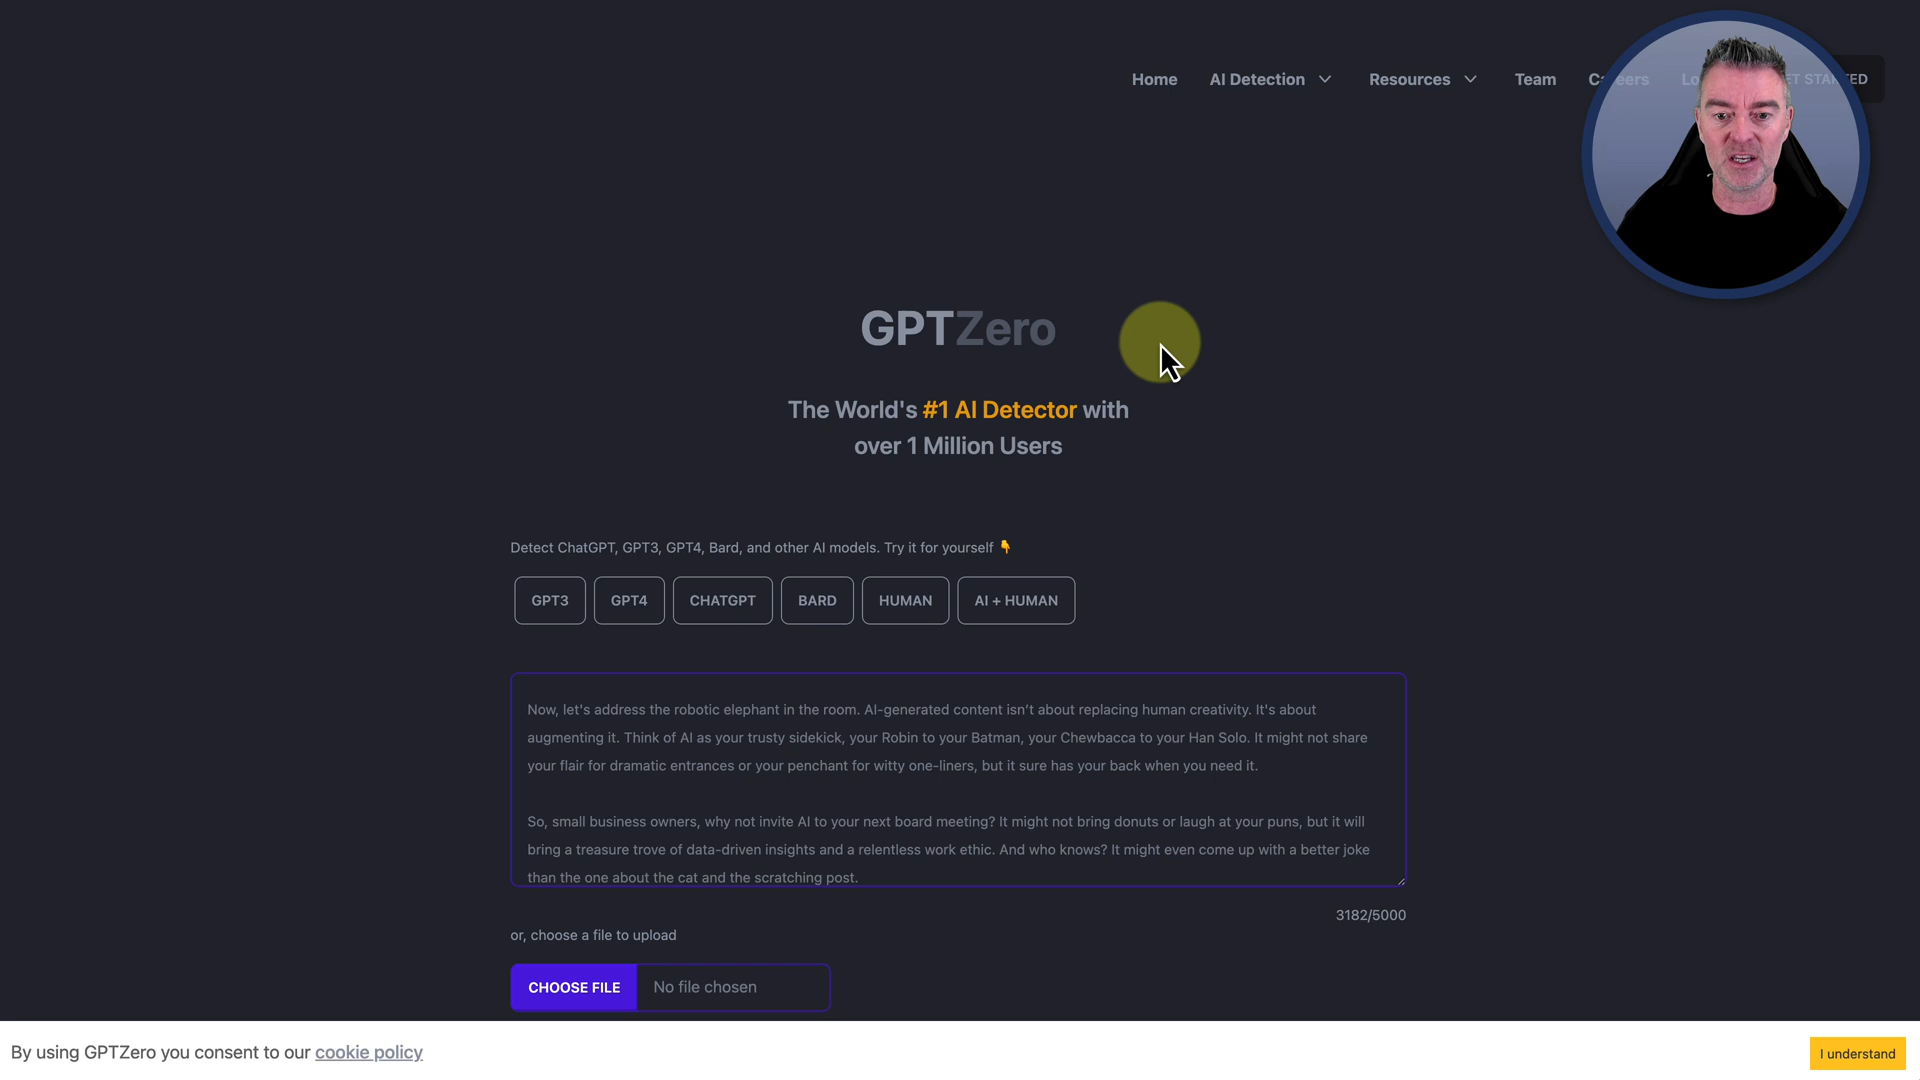 Home AI Detection Resources Team Careers Lo ET STARTED
GPTZero
The World's #1 AI Detector with
over 1 Million Users
Detect ChatGPT, GPT3, GPT4, Bard, and other AI models. Try it for yourself 👇
GPT3 GPT4 CHATGPT BARD HUMAN AI + HUMAN
Now, let's address the robotic elephant in the room. AI-generated content isn’t about replacing human creativity. It's about
augmenting it. Think of AI as your trusty sidekick, your Robin to your Batman, your Chewbacca to your Han Solo. It might not share
your flair for dramatic entrances or your penchant for witty one-liners, but it sure has your back when you need it.
So, small business owners, why not invite AI to your next board meeting? It might not bring donuts or laugh at your puns, but it will
bring a treasure trove of data-driven insights and a relentless work ethic. And who knows? It might even come up with a better joke
than the one about the cat and the scratching post.
3182/5000
or, choose a file to upload
CHOOSE FILE No file chosen
By using GPTZero you consent to our cookie policy
I understand